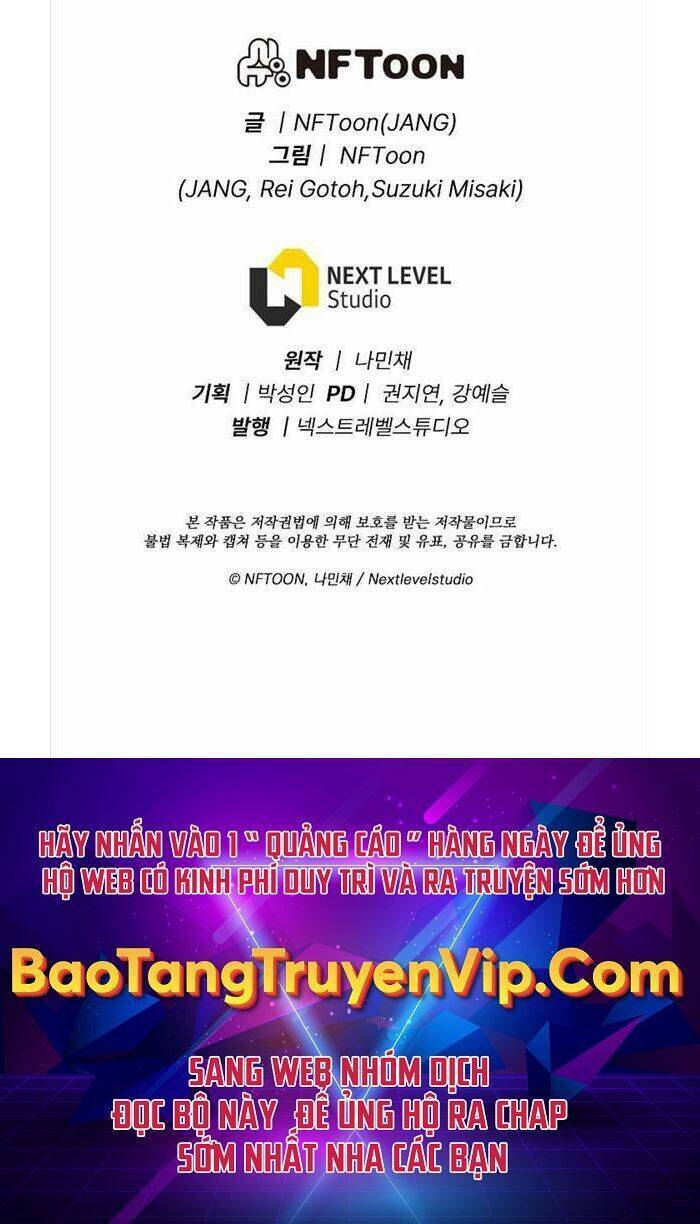 NFTOON
글 | NFToon(JANG)
그림 | NFToon
(JANG, Rei Gotoh,Suzuki Misaki)
NEXT LEVEL
Studio
원작 | 나민채
기획 | 박성인 PD | 권지연, 강예슬
발행 | 넥스트레벨스튜디오
본 작품은 저작권법에 의해 보호를 받는 저작물이므로
불법 복제와 캡쳐 등을 이용한 무단 전재 및 유포, 공유를 금합니다.
© NFTOON, 나민채 / Nextlevelstudio
HÃY NHẤN VÀO 1 “ QUẢNG CÁO ” HÀNG NGÀY ĐỂ ỦNG
HỘ WEB CÓ KINH PHÍ DUY TRÌ VÀ RA TRUYỆN SỚM HƠN
BaoTangTruyenVip.Com
SANG WEB NHÓM DỊCH
ĐỌC BỘ NÀY ĐỂ ỦNG HỘ RA CHAP
SỚM NHẤT NHA CÁC BẠN